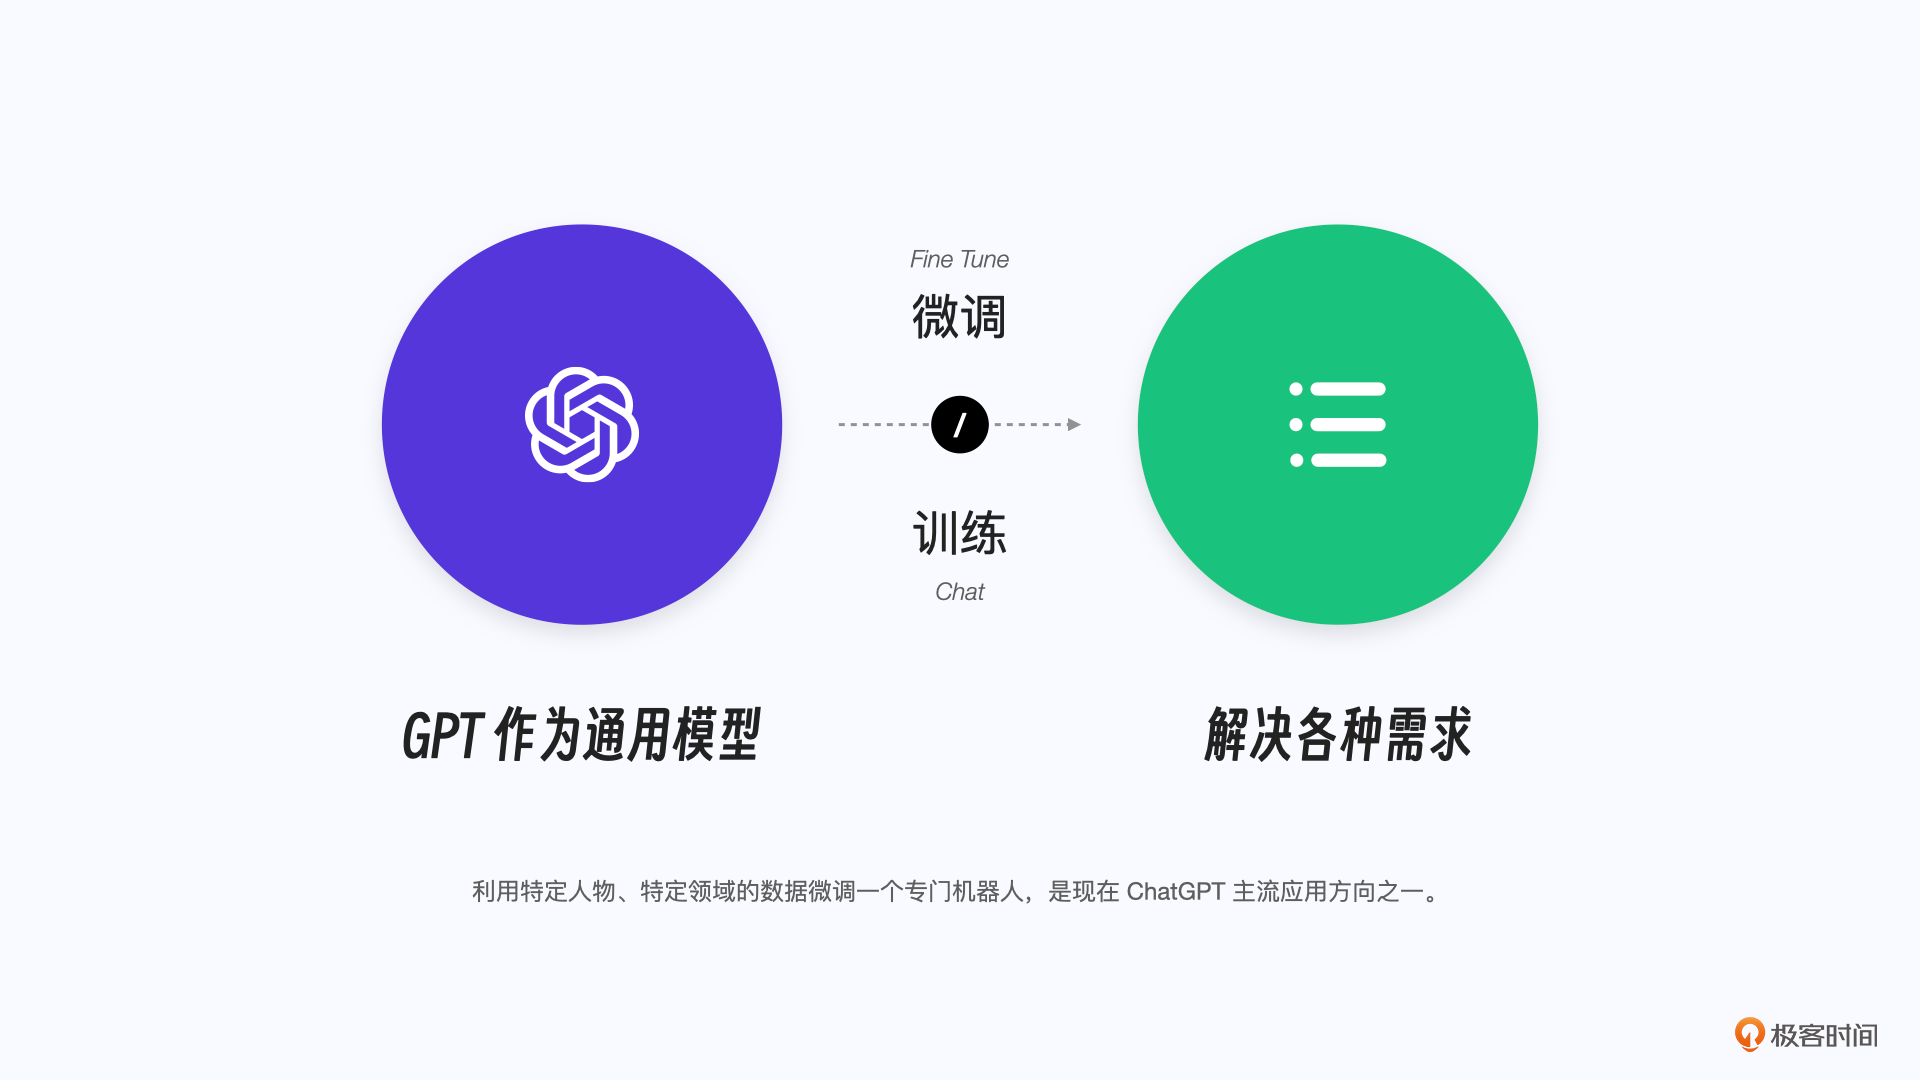 Fine Tune
微调
/
训练
Chat
GPT 作为通用模型
解决各种需求
利用特定人物、特定领域的数据微调一个专门机器人，是现在 ChatGPT 主流应用方向之一。
极客时间